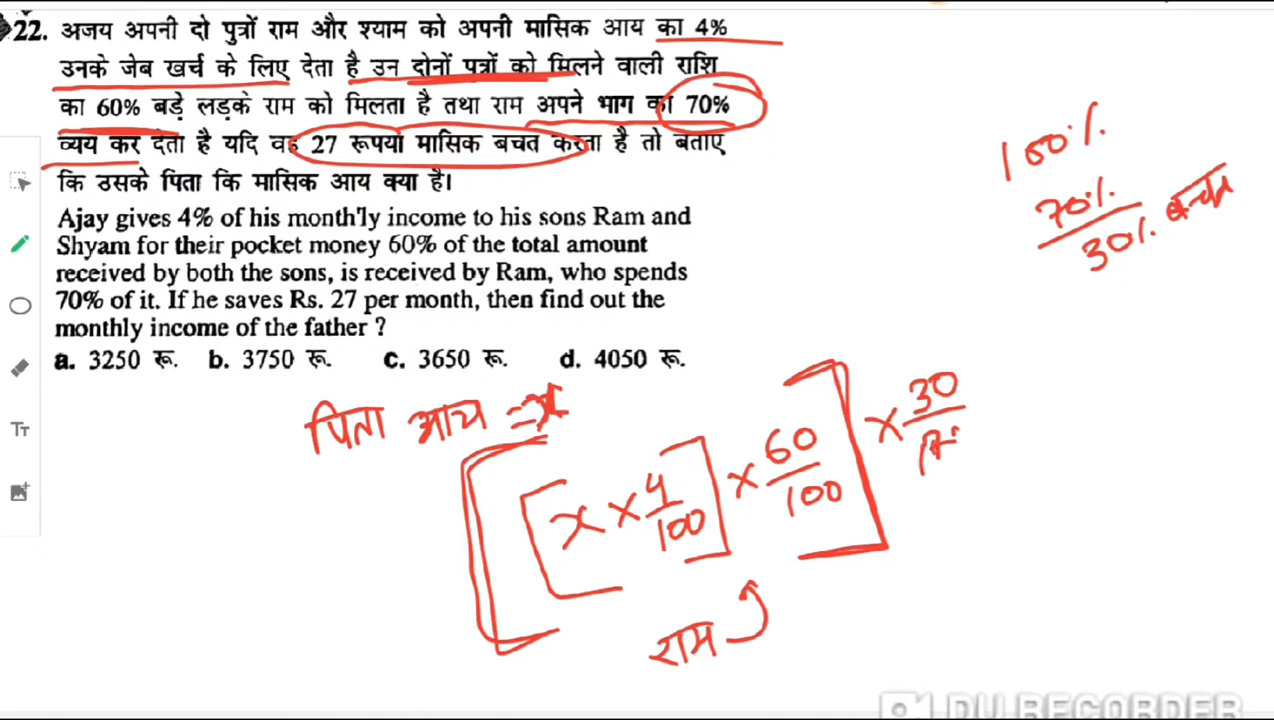 22. अजय अपनी दो पुत्रों राम और श्याम को अपनी मासिक आय का 4%
उनके जेब खर्च के लिए देता है उन दोनों पत्रों को मिलने वाली राशि
का 60% बड़े लड़के राम को मिलता है तथा राम अपने भाग का 70%
व्यय कर देता है यदि वह 27 रूपया मासिक बचत करता है तो बताए
कि उसके पिता कि मासिक आय क्या है।
Ajay gives 4% of his month'ly income to his sons Ram and
Shyam for their pocket money 60% of the total amount
received by both the sons, is received by Ram, who spends
70% of it. If he saves Rs. 27 per month, then find out the
monthly income of the father ?
a. 3250 रू. b. 3750 रू. c. 3650 रू. d. 4050 रू.
100%
70%
30% बचत
पिता आय = x
[[x × 4/100] × 60/100] × 30/
राम
TT
DU RECORDER